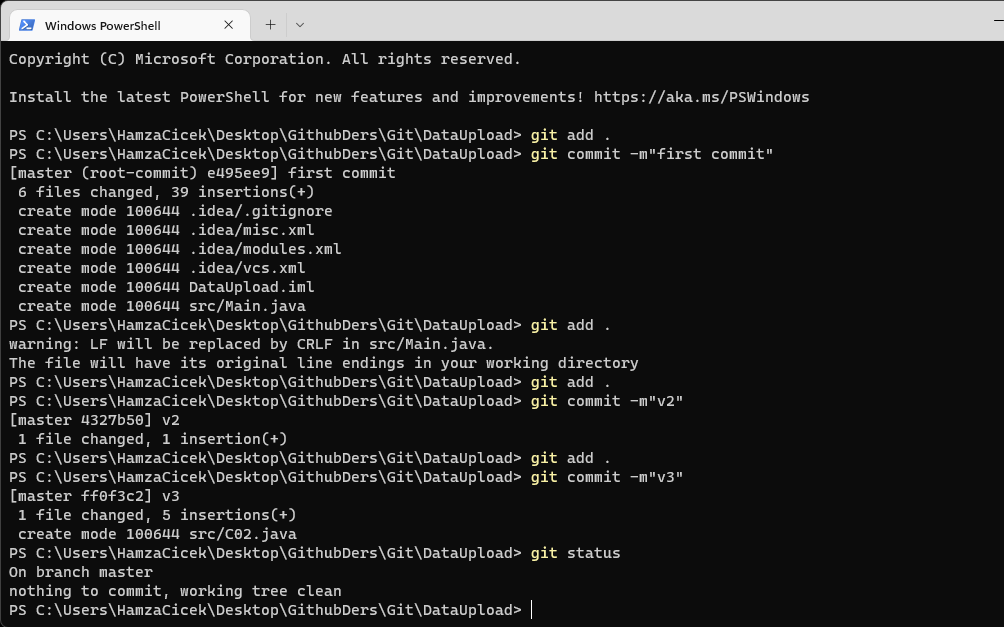 Windows PowerShell
Copyright (C) Microsoft Corporation. All rights reserved.
Install the latest PowerShell for new features and improvements! https://aka.ms/PSWindows
PS C:\Users\HamzaCicek\Desktop\GithubDers\Git\DataUpload> git add .
PS C:\Users\HamzaCicek\Desktop\GithubDers\Git\DataUpload> git commit -m"first commit"
[master (root-commit) e495ee9] first commit
 6 files changed, 39 insertions(+)
 create mode 100644 .idea/.gitignore
 create mode 100644 .idea/misc.xml
 create mode 100644 .idea/modules.xml
 create mode 100644 .idea/vcs.xml
 create mode 100644 DataUpload.iml
 create mode 100644 src/Main.java
PS C:\Users\HamzaCicek\Desktop\GithubDers\Git\DataUpload> git add .
warning: LF will be replaced by CRLF in src/Main.java.
The file will have its original line endings in your working directory
PS C:\Users\HamzaCicek\Desktop\GithubDers\Git\DataUpload> git add .
PS C:\Users\HamzaCicek\Desktop\GithubDers\Git\DataUpload> git commit -m"v2"
[master 4327b50] v2
 1 file changed, 1 insertion(+)
PS C:\Users\HamzaCicek\Desktop\GithubDers\Git\DataUpload> git add .
PS C:\Users\HamzaCicek\Desktop\GithubDers\Git\DataUpload> git commit -m"v3"
[master ff0f3c2] v3
 1 file changed, 5 insertions(+)
 create mode 100644 src/C02.java
PS C:\Users\HamzaCicek\Desktop\GithubDers\Git\DataUpload> git status
On branch master
nothing to commit, working tree clean
PS C:\Users\HamzaCicek\Desktop\GithubDers\Git\DataUpload>